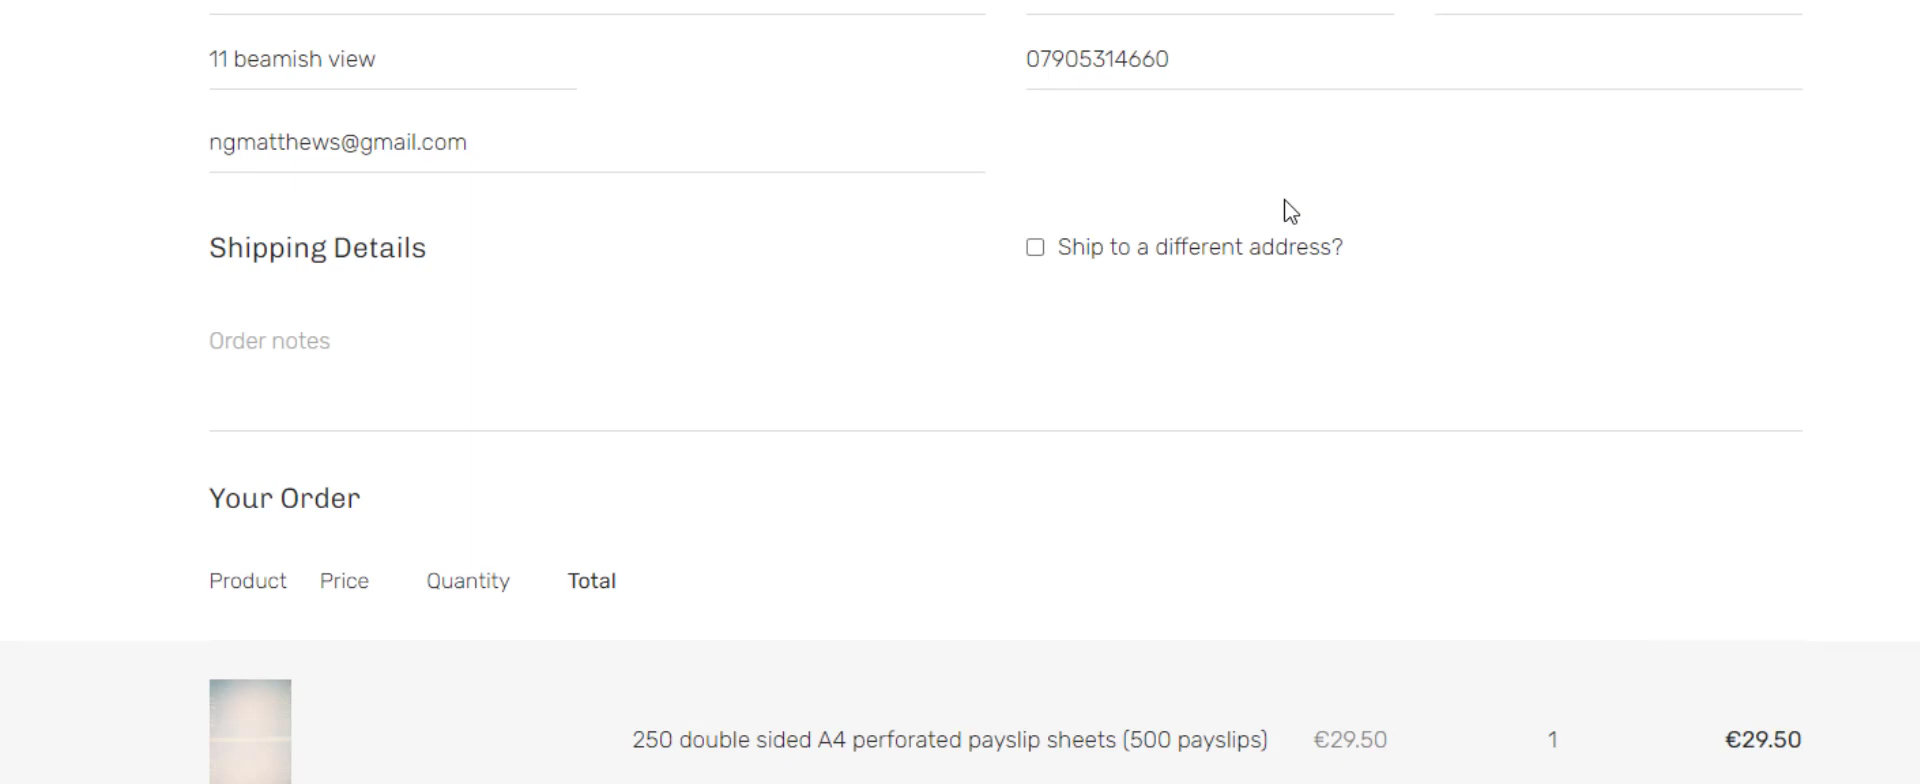 11 beamish view 07905314660
ngmatthews@gmail.com
Shipping Details Ship to a different address?
Order notes
Your Order
Product Price Quantity Total
250 double sided A4 perforated payslip sheets (500 payslips) €29.50 1 €29.50